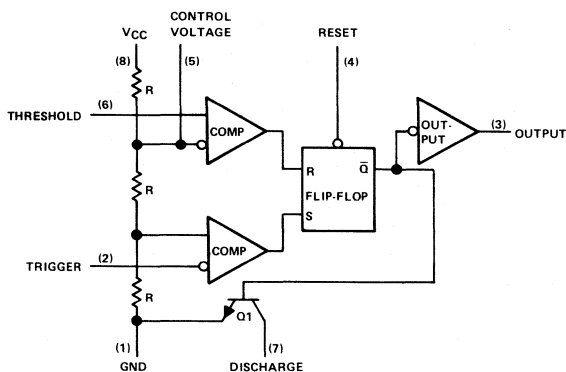 CONTROL
VOLTAGE
VCC
RESET
(8)
(5)
(4)
R
THRESHOLD
(6)
COMP
OUT-
PUT
(3)
OUTPUT
R
R
Q̅
FLIP-FLOP
S
COMP
TRIGGER
(2)
R
Q1
(1)
GND
(7)
DISCHARGE